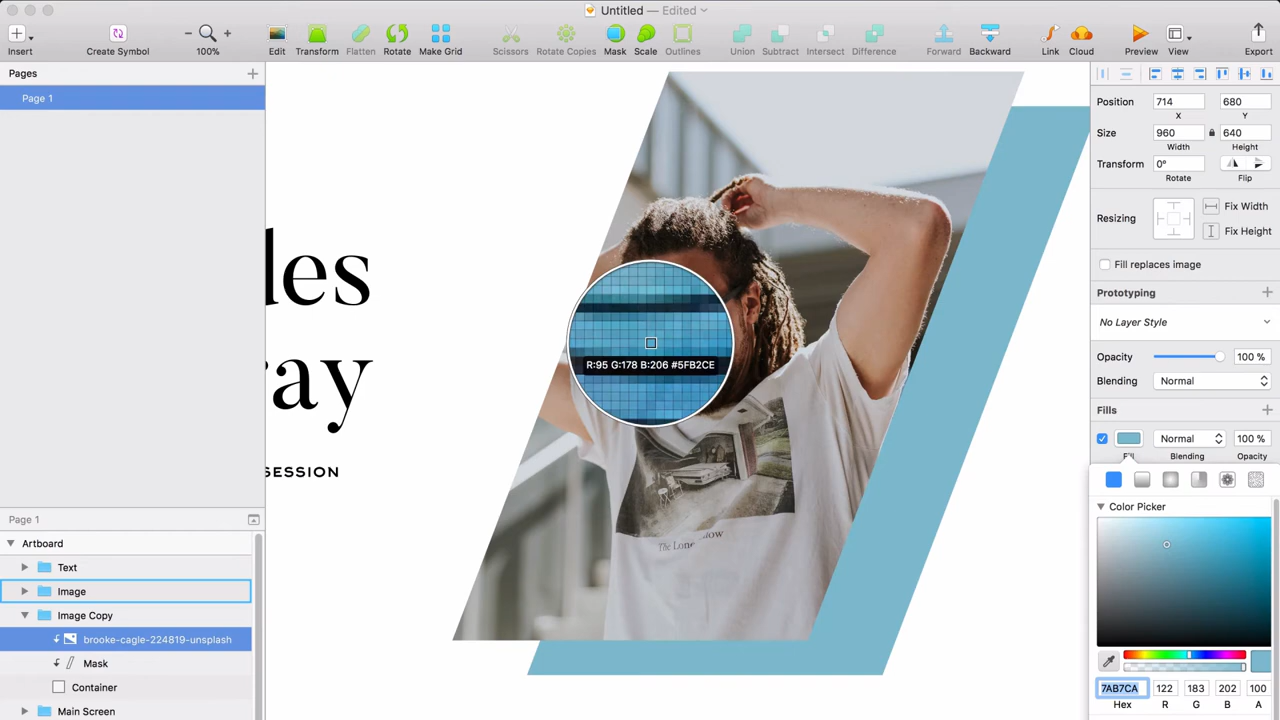 Untitled — Edited
Insert
Create Symbol
100%
Edit
Transform
Flatten
Rotate
Make Grid
Scissors
Rotate Copies
Mask
Scale
Outlines
Union
Subtract
Intersect
Difference
Forward
Backward
Link
Cloud
Preview
View
Export
Pages
Page 1
Page 1
Artboard
Text
Image
Image Copy
brooke-cagle-224819-unsplash
Mask
Container
Main Screen
les
ay
SESSION
R:95 G:178 B:206 #5FB2CE
The Lone
Position
714
680
X
Y
Size
960
640
Width
Height
Transform
0°
Rotate
Flip
Resizing
Fix Width
Fix Height
Fill replaces image
Prototyping
No Layer Style
Opacity
100 %
Blending
Normal
Fills
Normal
100 %
Fill
Blending
Opacity
Color Picker
7AB7CA
122
183
202
100
Hex
R
G
B
A